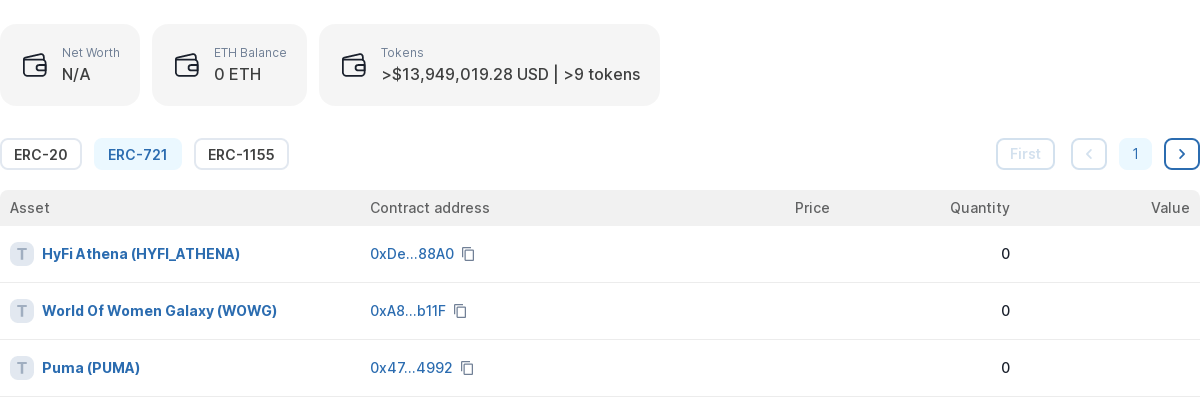 Net Worth
N/A
ETH Balance
0 ETH
Tokens
>$13,949,019.28 USD | >9 tokens
ERC-20 ERC-721 ERC-1155 First 1
Asset Contract address Price Quantity Value
T HyFi Athena (HYFI_ATHENA) 0xDe...88A0 0
T World Of Women Galaxy (WOWG) 0xA8...b11F 0
T Puma (PUMA) 0x47...4992 0